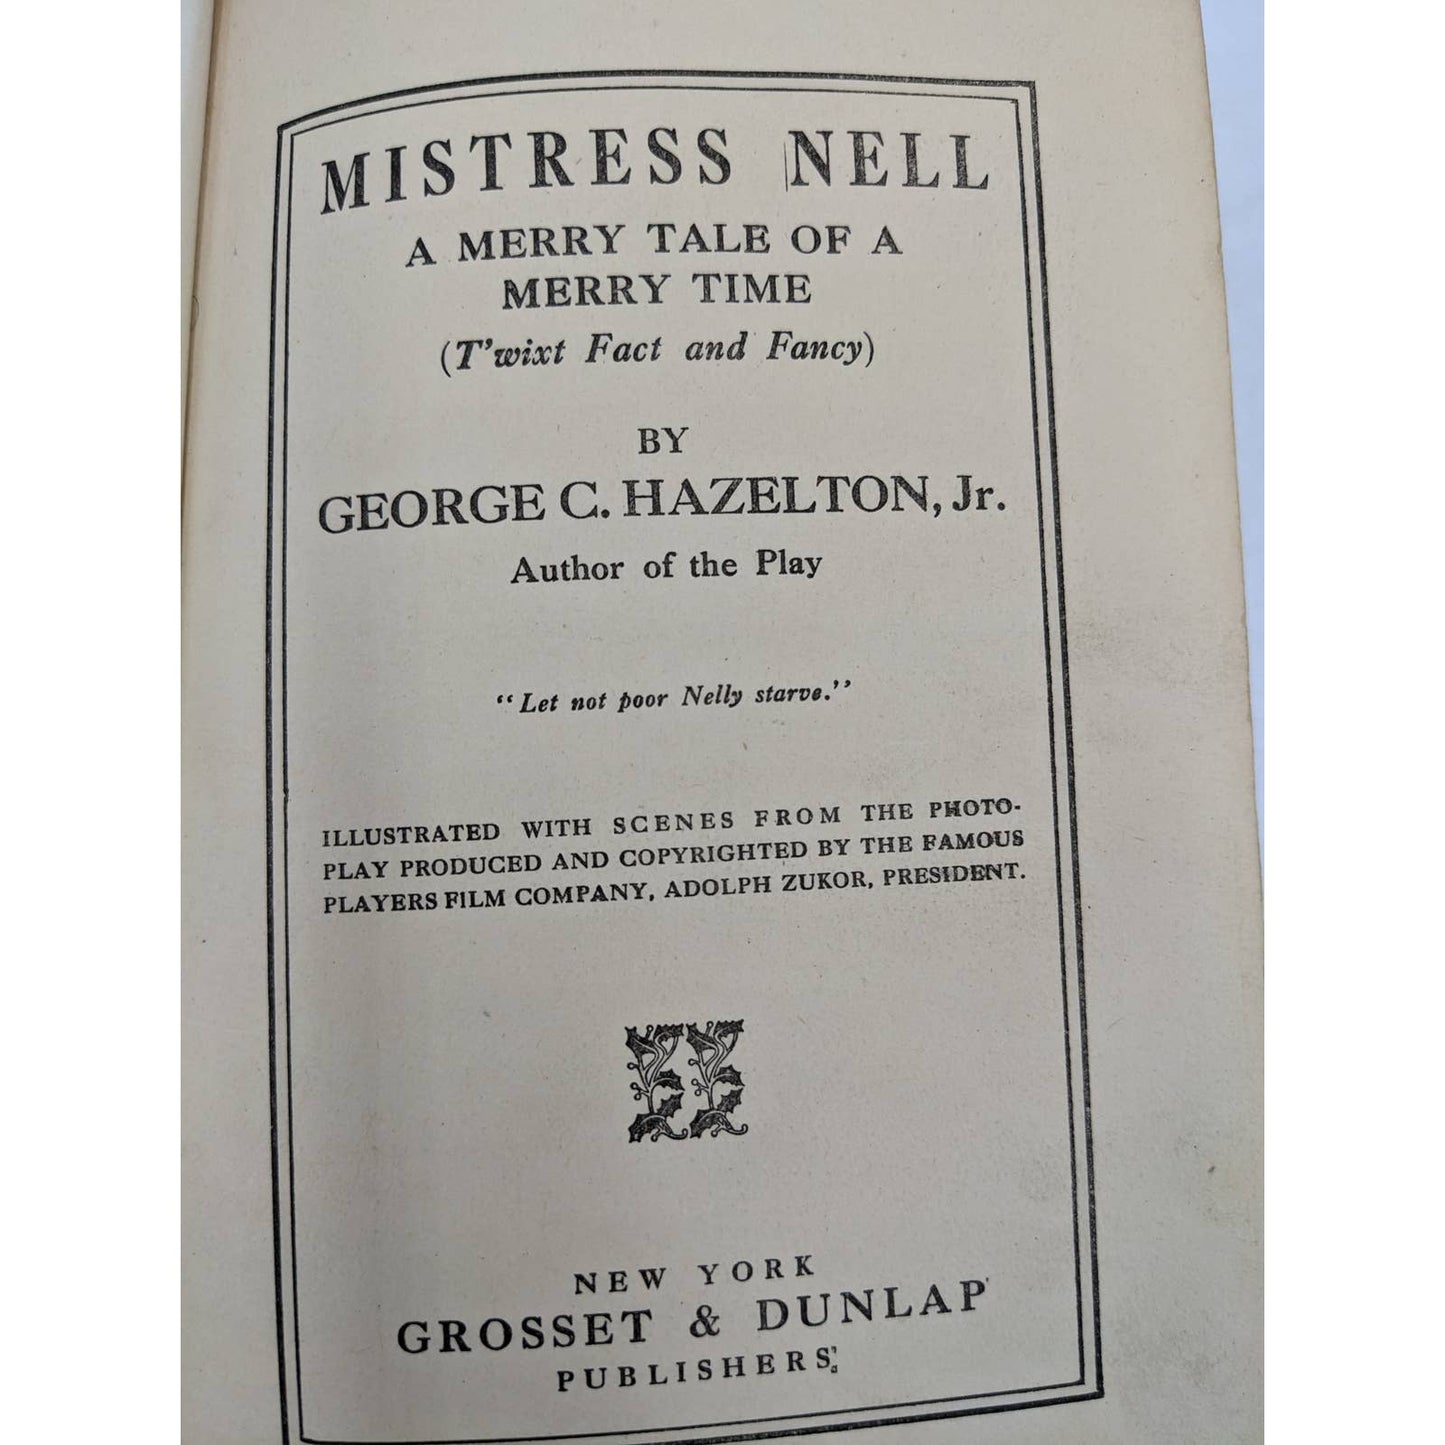 MISTRESS NELL
A MERRY TALE OF A
MERRY TIME
(T'wixt Fact and Fancy)
BY
GEORGE C. HAZELTON, Jr.
Author of the Play
"Let not poor Nelly starve."
ILLUSTRATED WITH SCENES FROM THE PHOTO-
PLAY PRODUCED AND COPYRIGHTED BY THE FAMOUS
PLAYERS FILM COMPANY, ADOLPH ZUKOR, PRESIDENT.
NEW YORK
GROSSET & DUNLAP
PUBLISHERS